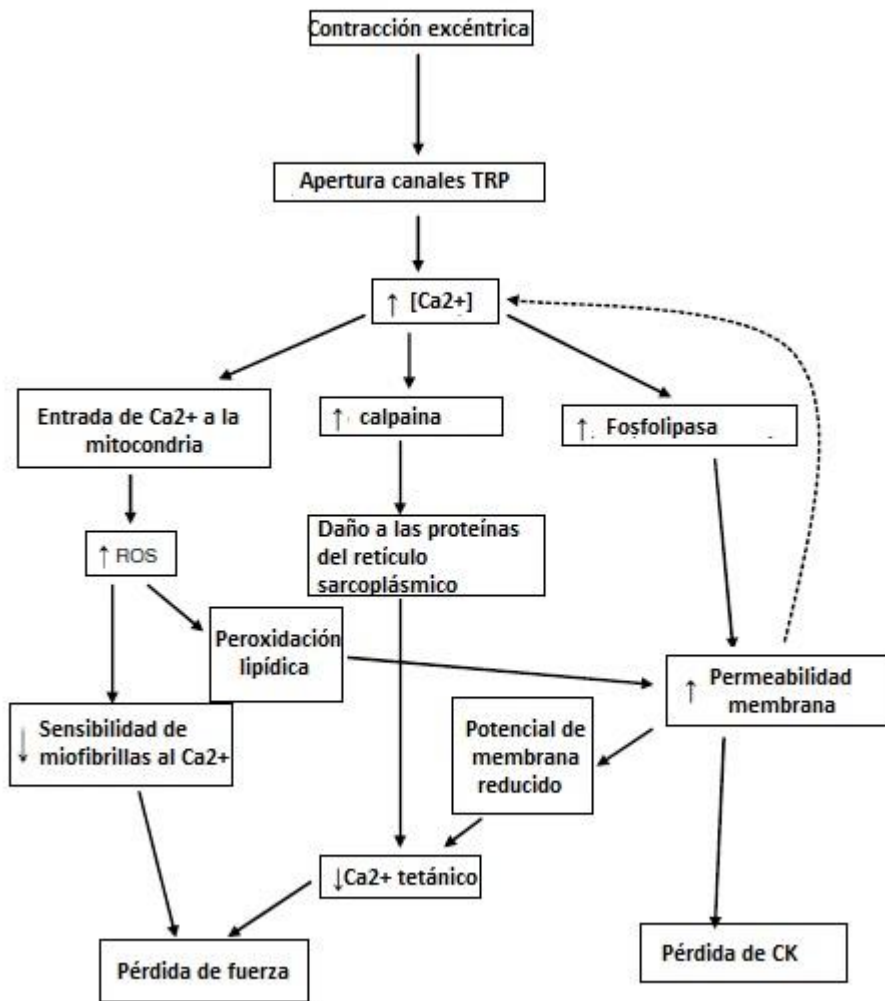 Contracción excéntrica
Apertura canales TRP
↑ [Ca2+]
Entrada de Ca2+ a la
mitocondria
↑ calpaina
↑ Fosfolipasa
↑ ROS
Daño a las proteínas
del retículo
sarcoplásmico
Peroxidación
lipídica
↑ Permeabilidad
membrana
↓ Sensibilidad de
miofibrillas al Ca2+
Potencial de
membrana
reducido
↓Ca2+ tetánico
Pérdida de fuerza
Pérdida de CK